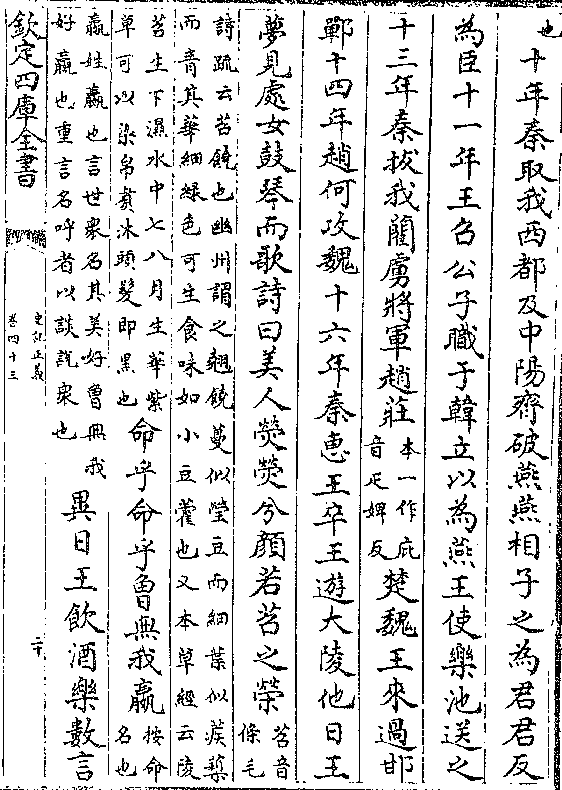 也十年秦取我西都及中陽齊破燕燕相子之為君君反
為臣十一年王召公子職于韓立以為燕王使樂池送之
十三年秦拔我藺虜將軍趙莊本一作庇
音疋婢反楚魏王來過邯
鄲十四年趙何攻魏十六年秦惠王卒王遊大陵他日王
夢見處女鼓琴而歌詩曰美人熒熒兮顔若苕之榮苕音
條毛
詩疏云苕饒也幽州謂之翹饒蔓似瑩豆而細葉似蒺藜
而青其華細緑色可生食味如小豆藿也又本草經云陵
苕生下濕水中七八月生華紫
草可以染帛煮沐頭髮即黑也命乎命乎魯無我嬴按命
名也
嬴姓嬴也言世衆名其美好魯無我
好嬴也重言名呼者以談説衆也異日王飲酒樂數言
欽定四庫全書
史記正義
卷四十三
二十